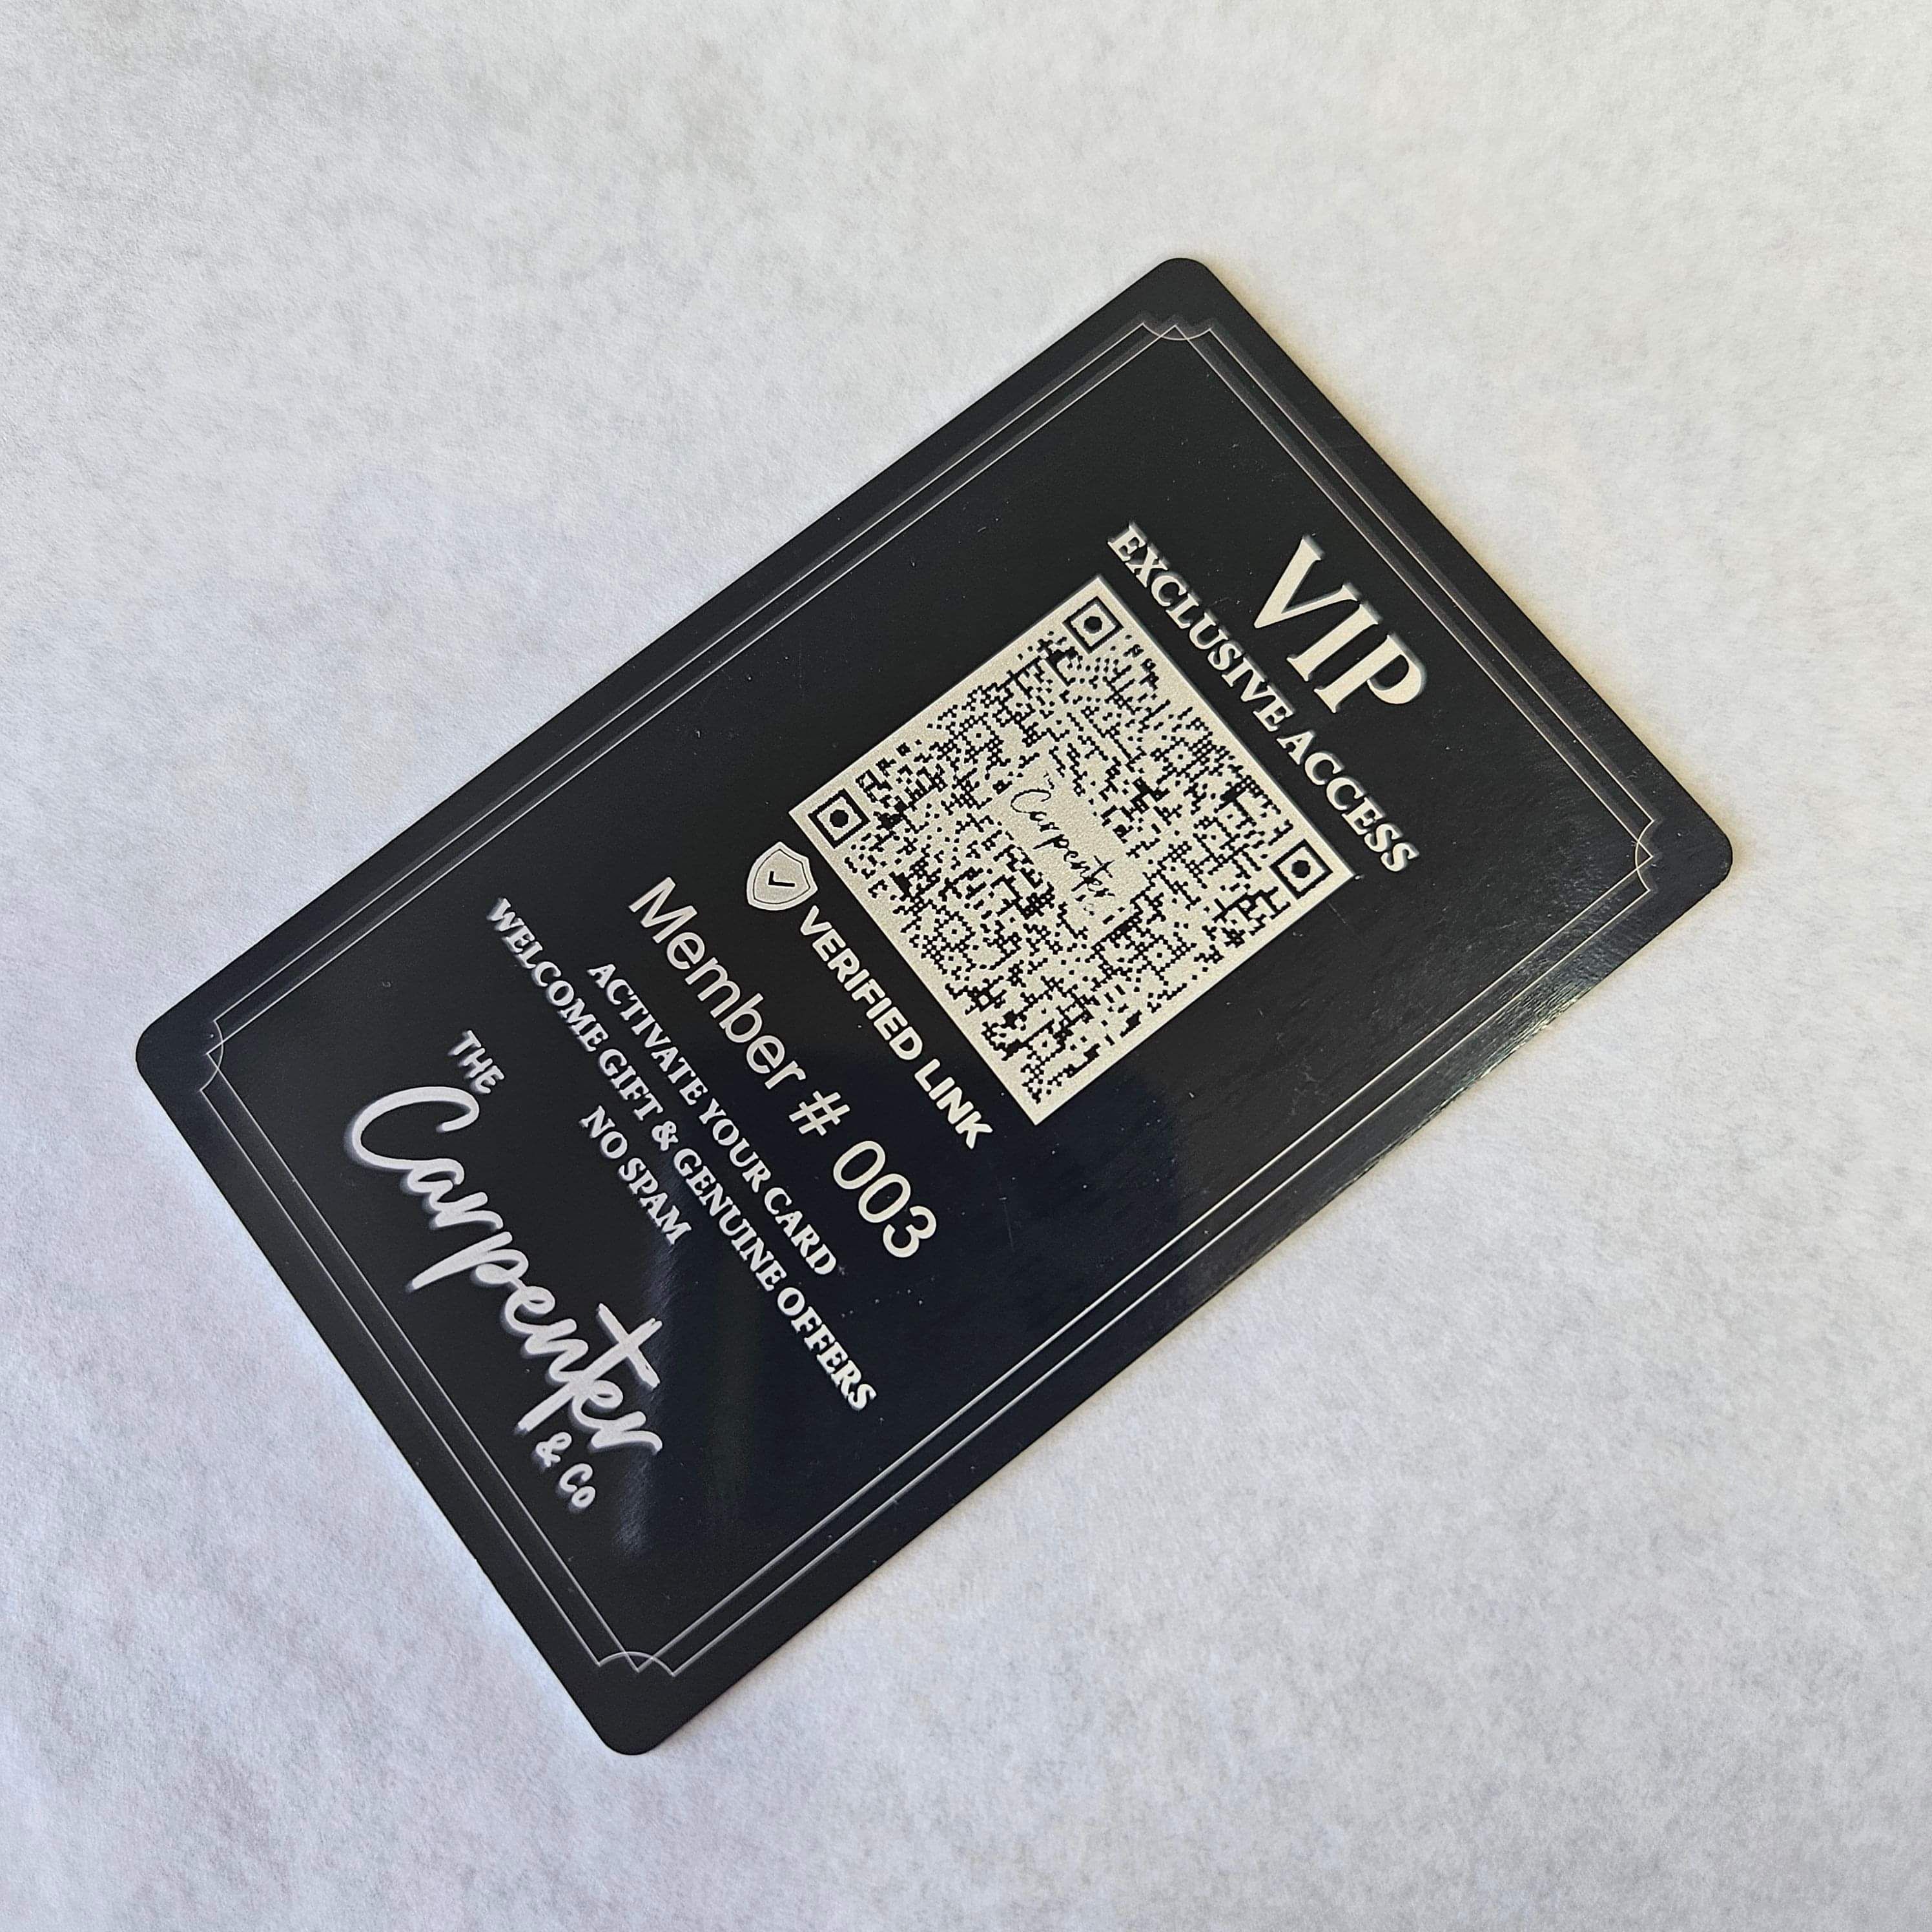 VIP
EXCLUSIVE ACCESS
Carpenter
VERIFIED LINK
Member # 003
ACTIVATE YOUR CARD
WELCOME GIFT & GENUINE OFFERS
NO SPAM
THE
Carpenter
& Co